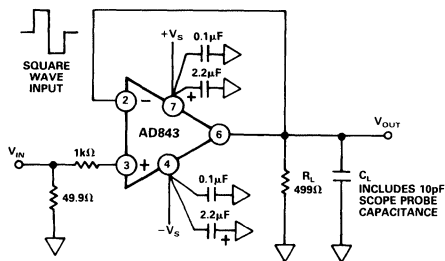 SQUARE
WAVE
INPUT
+VS
0.1μF
2.2μF
+
2
−
7
AD843
6
VOUT
VIN
1kΩ
3
+
4
49.9Ω
0.1μF
2.2μF
+
−VS
RL
499Ω
CL
INCLUDES 10pF
SCOPE PROBE
CAPACITANCE